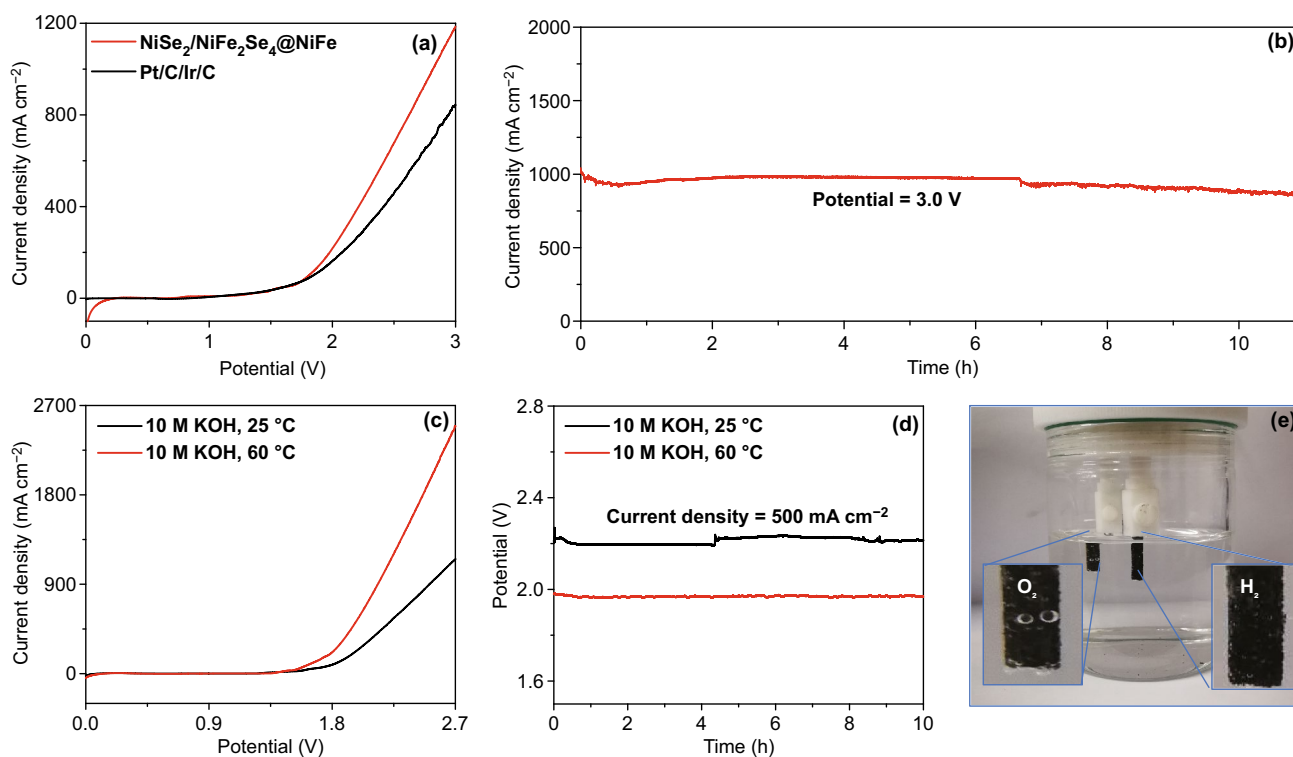 (a)
NiSe₂/NiFe₂Se₄@NiFe
Pt/C/Ir/C
1200
800
400
0
Current density (mA cm⁻²)
0 1 2 3
Potential (V)
(b)
2000
1500
1000
500
0
Current density (mA cm⁻²)
Potential = 3.0 V
0 2 4 6 8 10
Time (h)
(c)
10 M KOH, 25 °C
10 M KOH, 60 °C
2700
1800
900
0
Current density (mA cm⁻²)
0.0 0.9 1.8 2.7
Potential (V)
(d)
10 M KOH, 25 °C
10 M KOH, 60 °C
2.8
2.4
2.0
1.6
Potential (V)
Current density = 500 mA cm⁻²
0 2 4 6 8 10
Time (h)
(e)
O₂
H₂